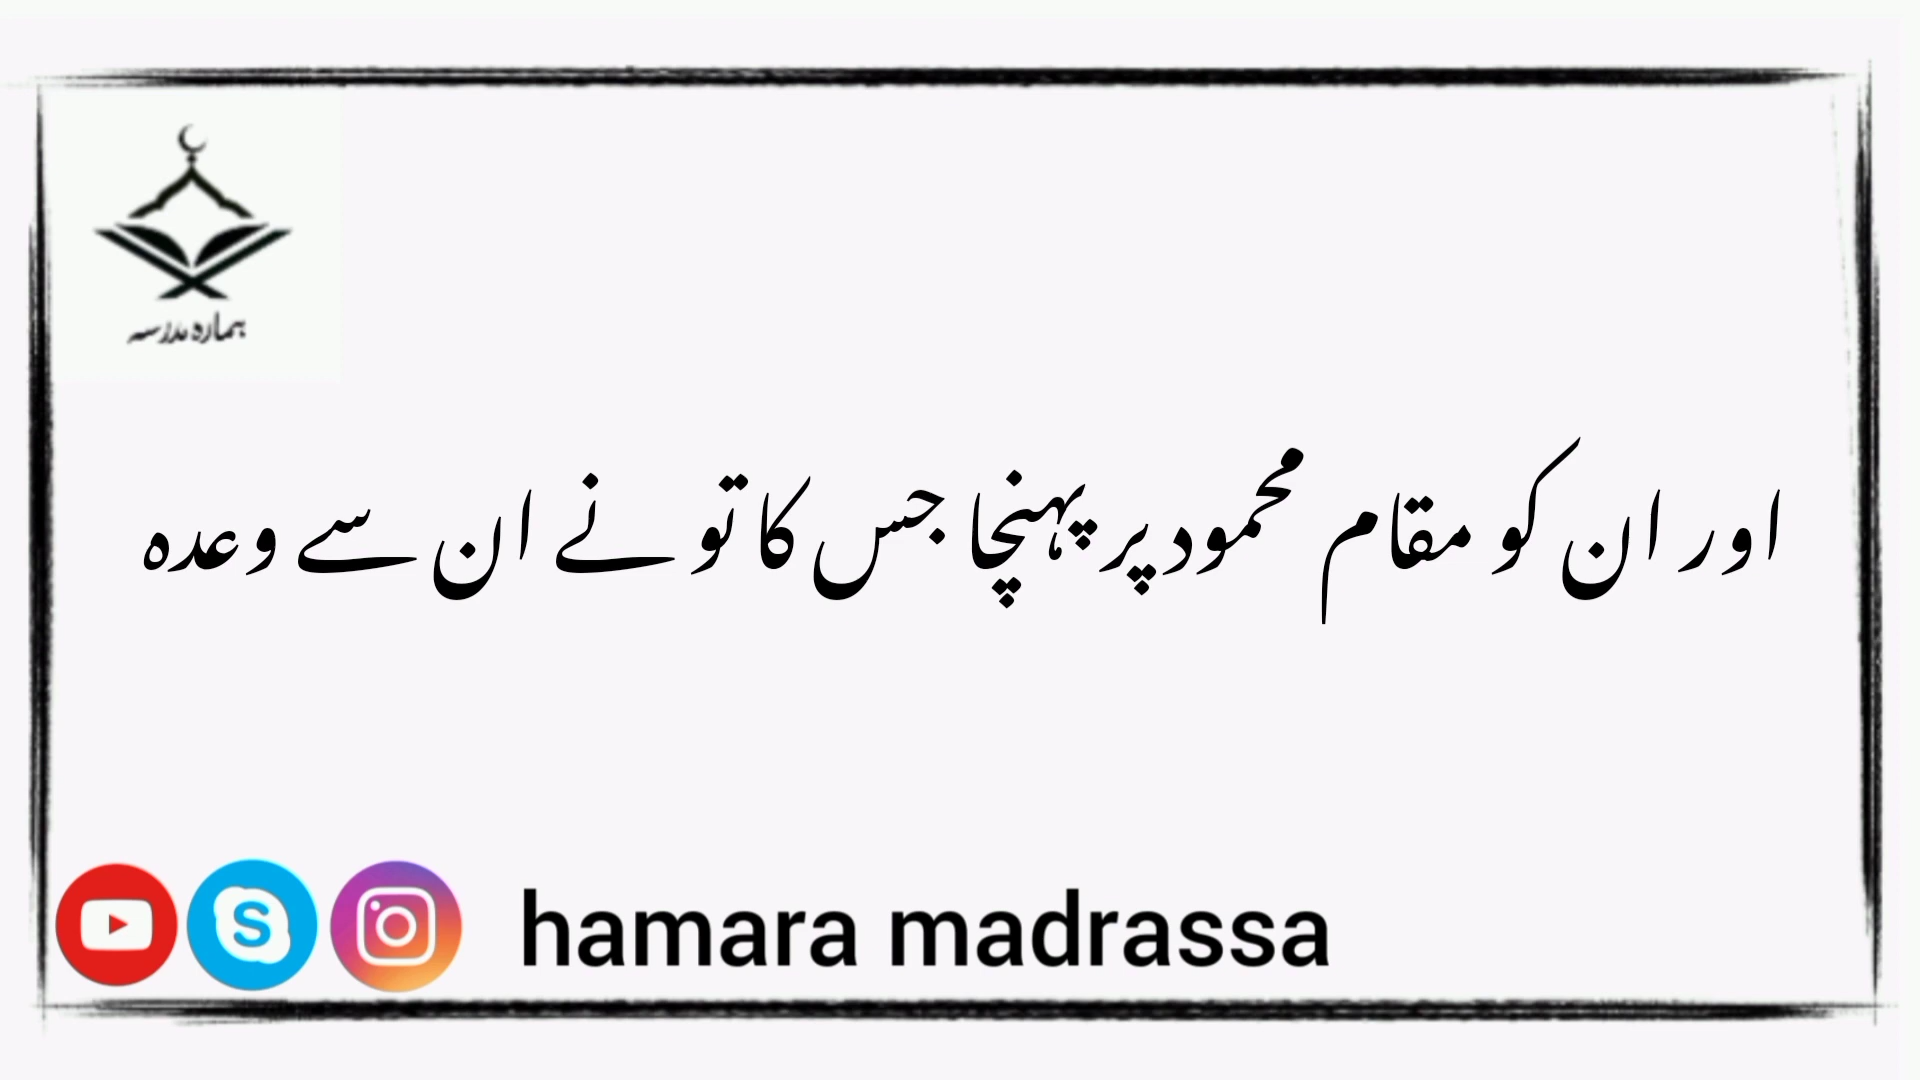 ہمارہ مدرسہ
اور ان کو مقام محمود پر پہنچا جس کا تو نے ان سے وعدہ
hamara madrassa